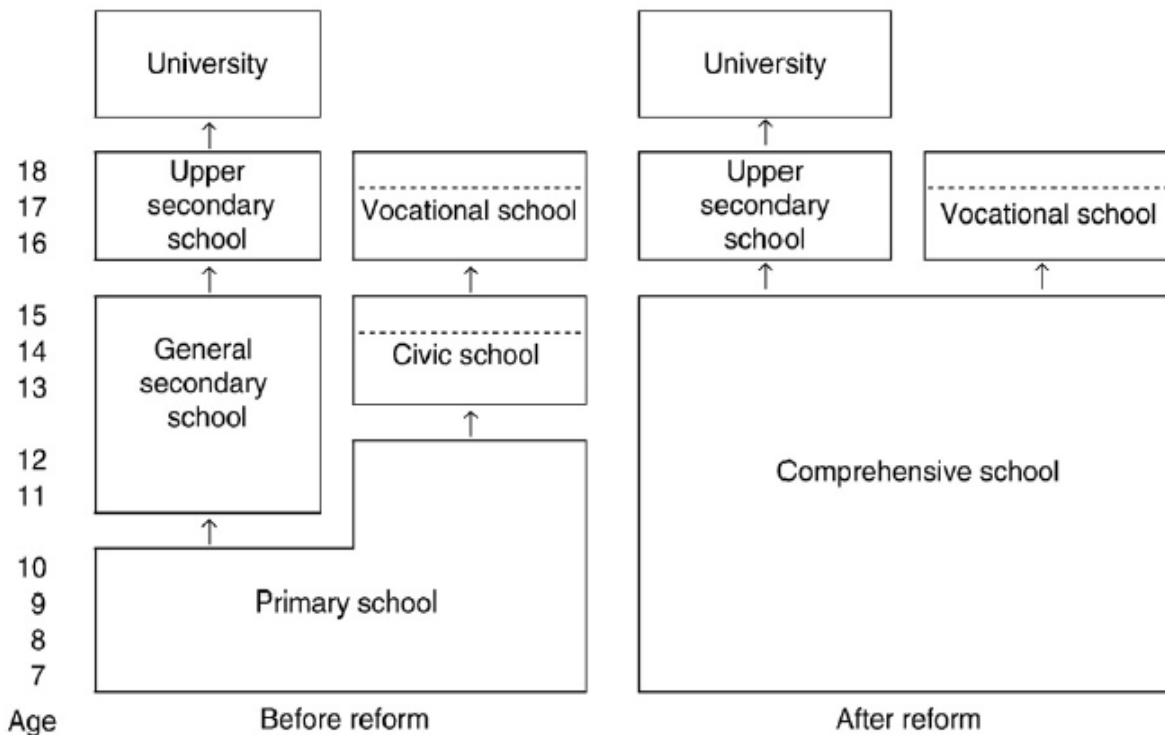 University
University
18
17
16
Upper
secondary
school
Vocational school
Upper
secondary
school
Vocational school
15
14
13
General
secondary
school
Civic school
12
11
Comprehensive school
10
9
8
7
Primary school
Age
Before reform
After reform